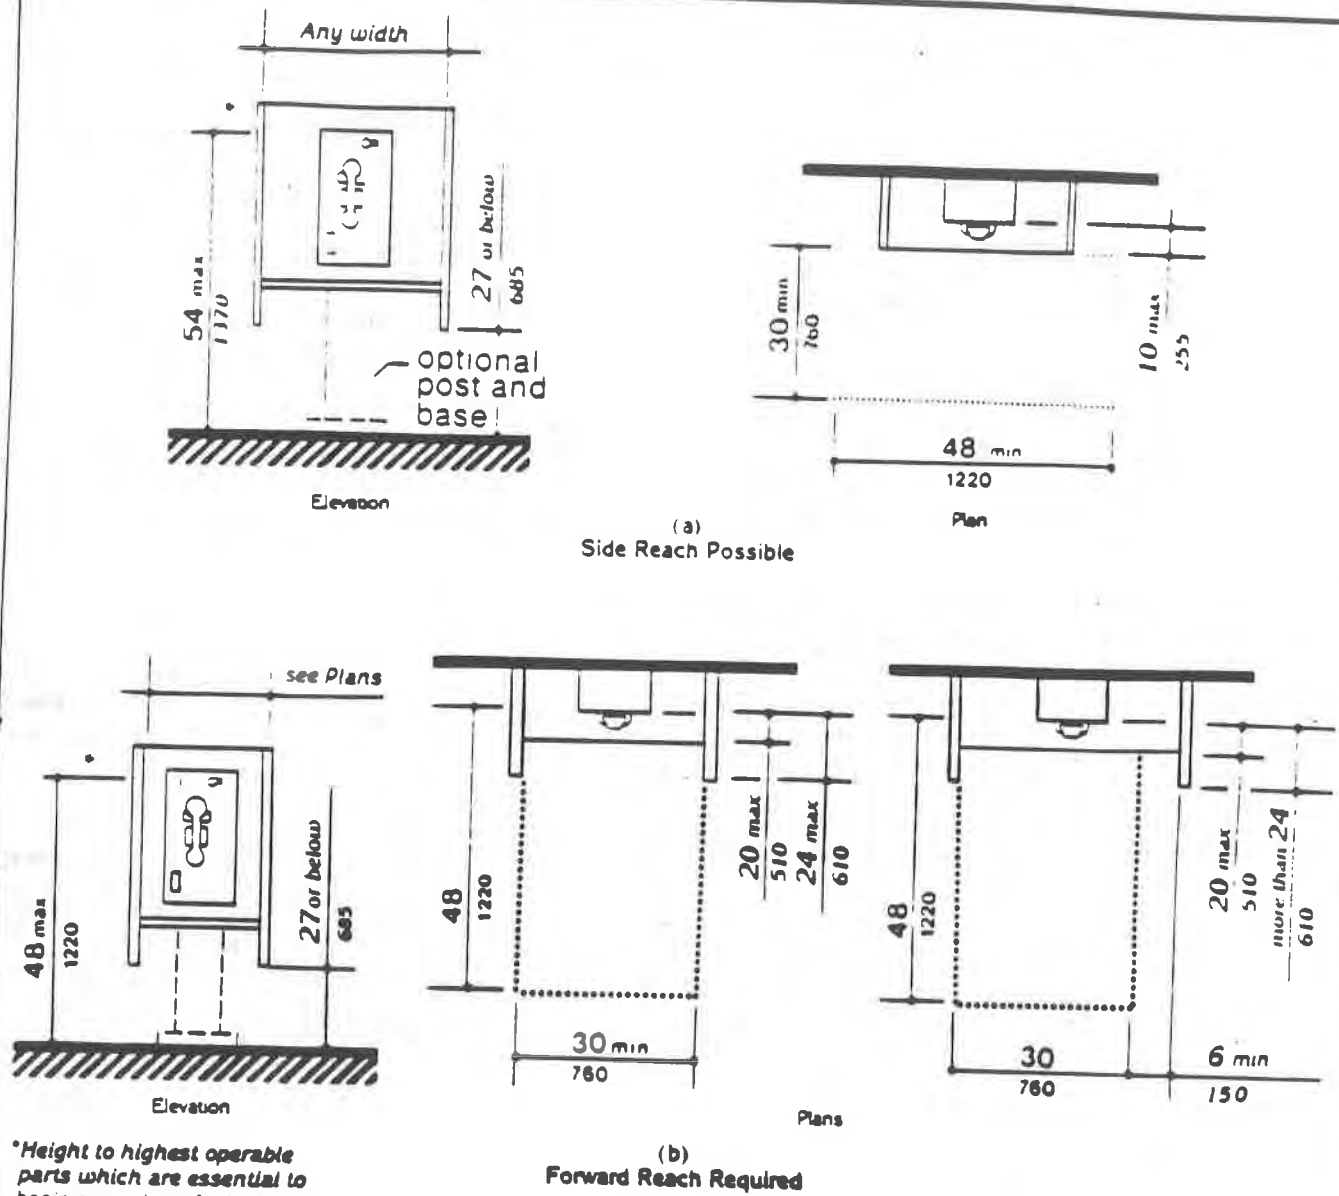 Any width
*
54 max
1370
27 or below
685
optional
post and
base
Elevation
30 min
760
10 max
255
48 min
1220
Plan
(a)
Side Reach Possible
see Plans
*
48 max
1220
27 or below
685
Elevation
48
1220
20 max
510
24 max
610
30 min
760
48
1220
20 max
510
more than 24
610
30
760
6 min
150
Plans
(b)
Forward Reach Required
*Height to highest operable
parts which are essential to